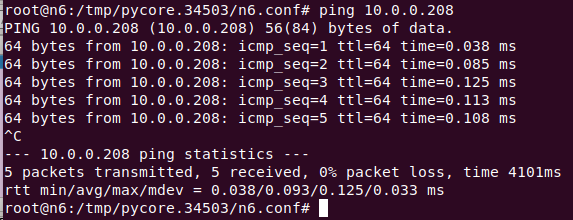 root@n6:/tmp/pycore.34503/n6.conf# ping 10.0.0.208
PING 10.0.0.208 (10.0.0.208) 56(84) bytes of data.
64 bytes from 10.0.0.208: icmp_seq=1 ttl=64 time=0.038 ms
64 bytes from 10.0.0.208: icmp_seq=2 ttl=64 time=0.085 ms
64 bytes from 10.0.0.208: icmp_seq=3 ttl=64 time=0.125 ms
64 bytes from 10.0.0.208: icmp_seq=4 ttl=64 time=0.113 ms
64 bytes from 10.0.0.208: icmp_seq=5 ttl=64 time=0.108 ms
^C
--- 10.0.0.208 ping statistics ---
5 packets transmitted, 5 received, 0% packet loss, time 4101ms
rtt min/avg/max/mdev = 0.038/0.093/0.125/0.033 ms
root@n6:/tmp/pycore.34503/n6.conf#